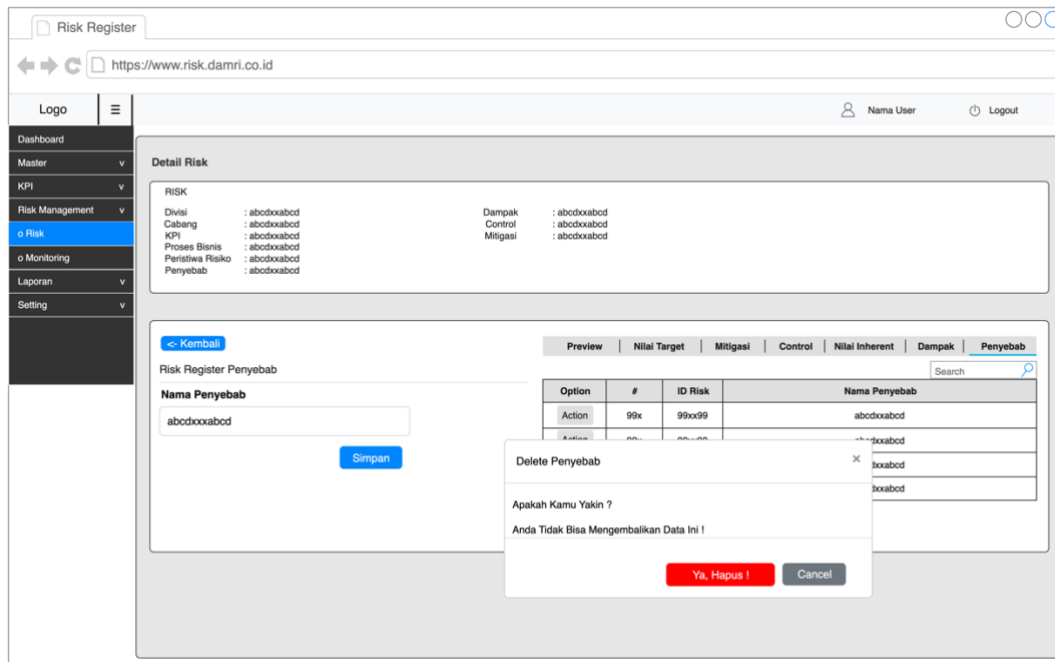 Risk Register
https://www.risk.damri.co.id
Logo ☰ Nama User Logout
Dashboard
Master v
KPI v
Risk Management v
o Risk
o Monitoring
Laporan v
Setting v
Detail Risk
RISK
Divisi : abcdxxabcd
Cabang : abcdxxabcd
KPI : abcdxxabcd
Proses Bisnis : abcdxxabcd
Peristiwa Risiko : abcdxxabcd
Penyebab : abcdxxabcd
Dampak : abcdxxabcd
Control : abcdxxabcd
Mitigasi : abcdxxabcd
<- Kembali
Risk Register Penyebab
Nama Penyebab
abcdxxxabcd
Simpan
Preview | Nilai Target | Mitigasi | Control | Nilai Inherent | Dampak | Penyebab
Search
Option # ID Risk Nama Penyebab
Action 99x 99xx99 abcdxxabcd
Delete Penyebab ×
Apakah Kamu Yakin ?
Anda Tidak Bisa Mengembalikan Data Ini !
Ya, Hapus ! Cancel